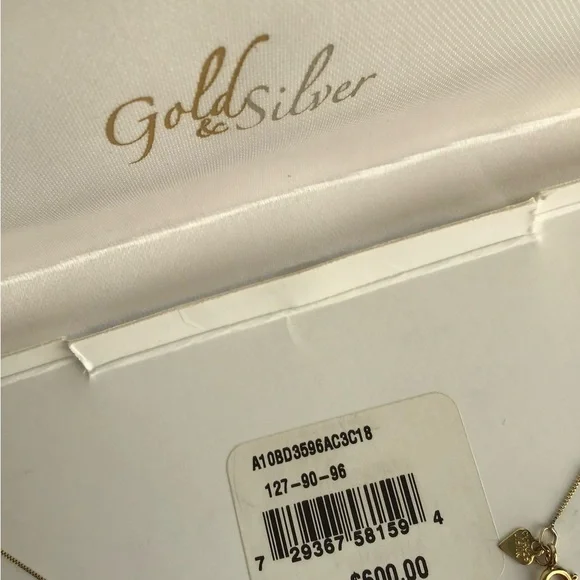 Gold & Silver
A10BD3596AC3C18
127-90-96
7 29367 58159 4
$600.00